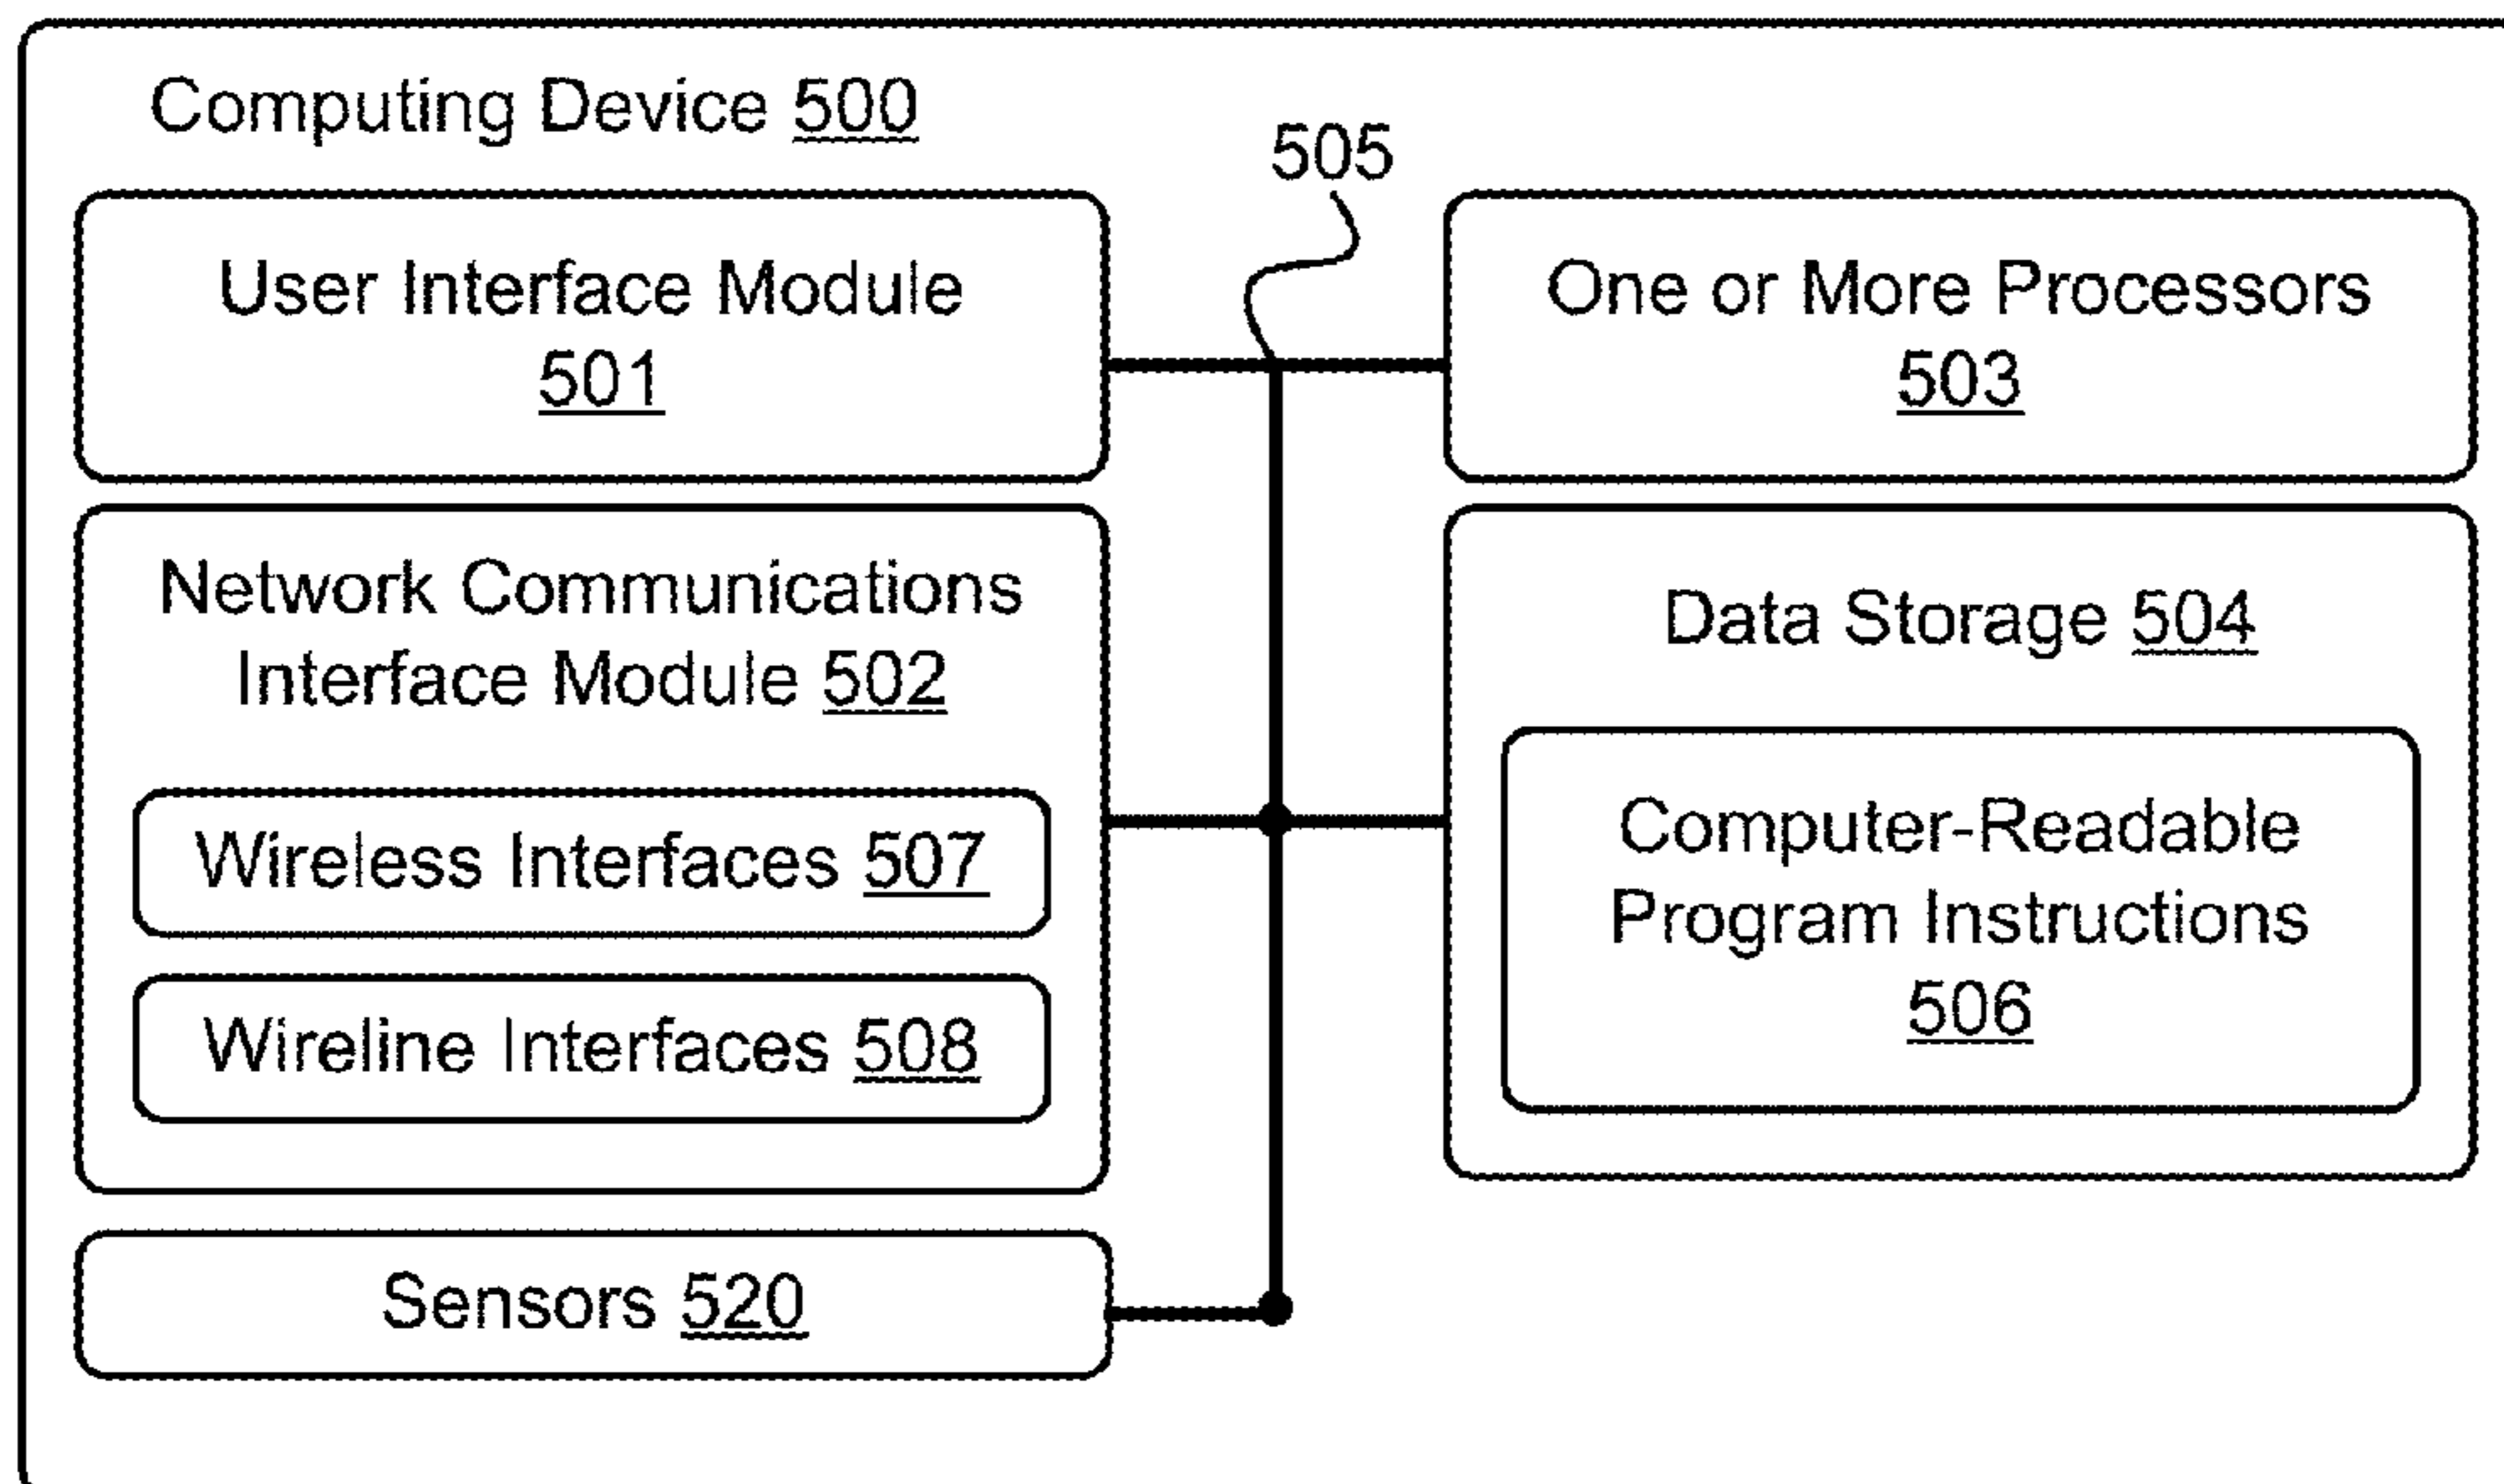 Computing Device 500
505
User Interface Module
501
One or More Processors
503
Network Communications
Interface Module 502
Wireless Interfaces 507
Wireline Interfaces 508
Data Storage 504
Computer-Readable
Program Instructions
506
Sensors 520